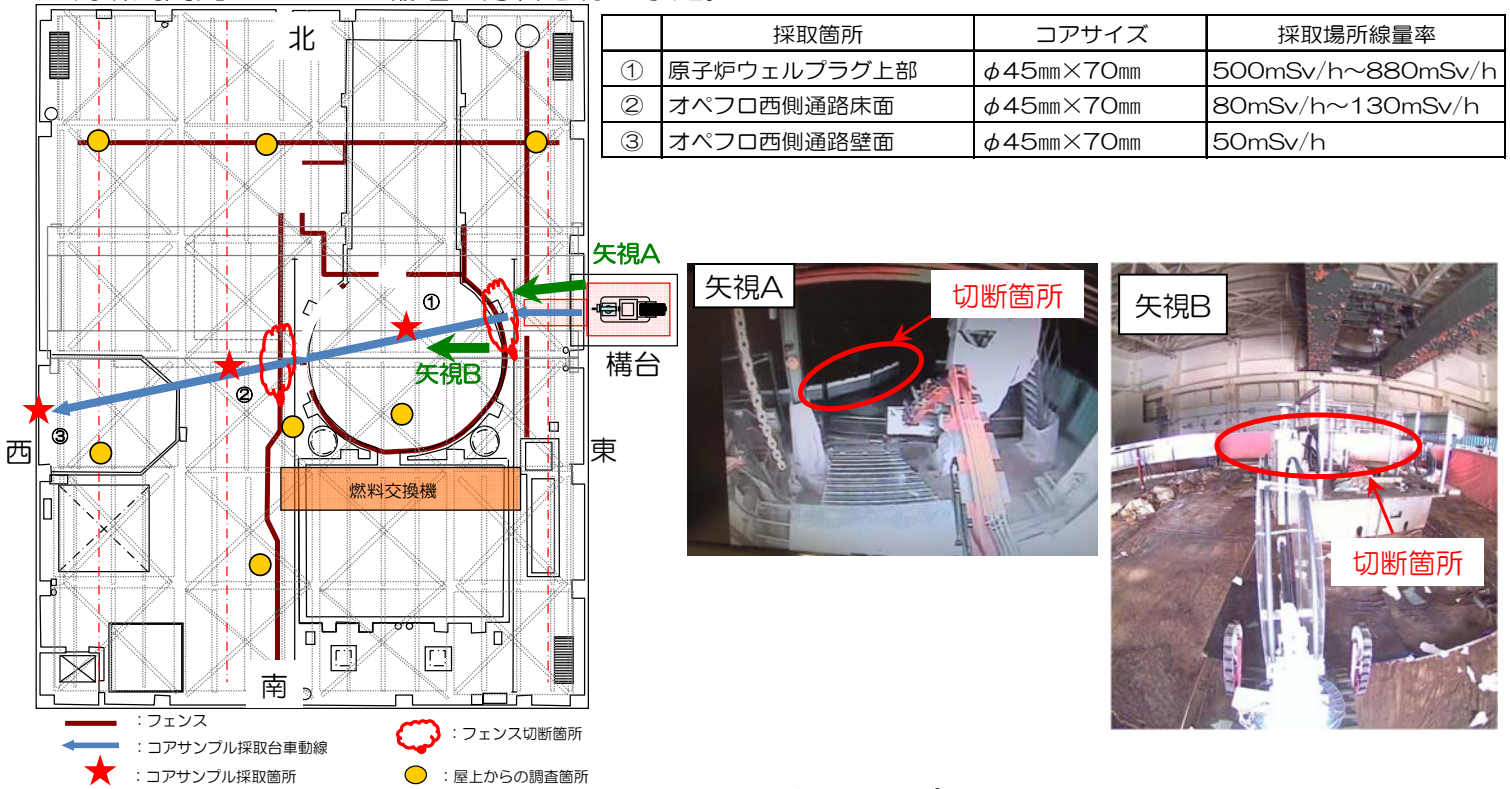 採取箇所 コアサイズ 採取場所線量率
① 原子炉ウェルプラグ上部 φ45㎜×70㎜ 500mSv/h～880mSv/h
② オペフロ西側通路床面 φ45㎜×70㎜ 80mSv/h～130mSv/h
③ オペフロ西側通路壁面 φ45㎜×70㎜ 50mSv/h
北
矢視A
①
構台
矢視B
②
③
西
東
燃料交換機
南
矢視A
切断箇所
矢視B
切断箇所
：フェンス
：コアサンプル採取台車動線
：コアサンプル採取箇所
：フェンス切断箇所
：屋上からの調査箇所